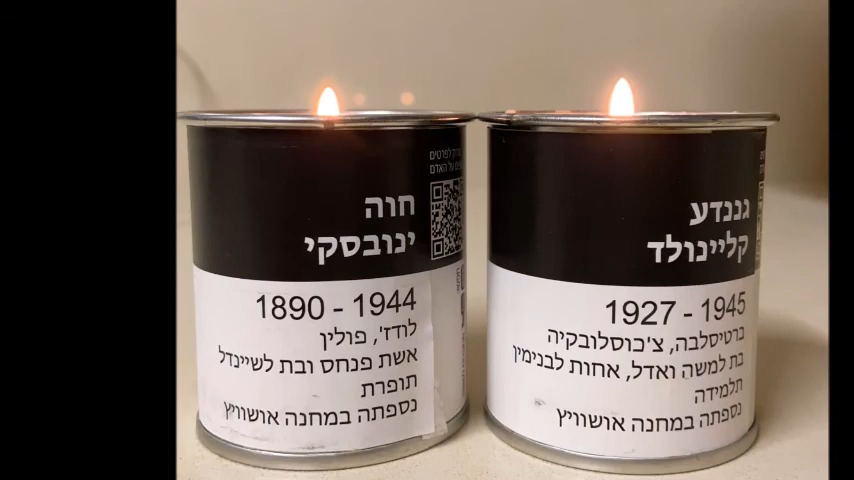 חוה
ינובסקי
1890 - 1944
לודז', פולין
אשת פנחס ובת לשיינדל
תופרת
נספתה במחנה אושוויץ
גננדע
קליינולד
1927 - 1945
ברטיסלבה, צ'כוסלובקיה
בת למשה ואדל, אחות לבנימין
תלמידה
נספתה במחנה אושוויץ